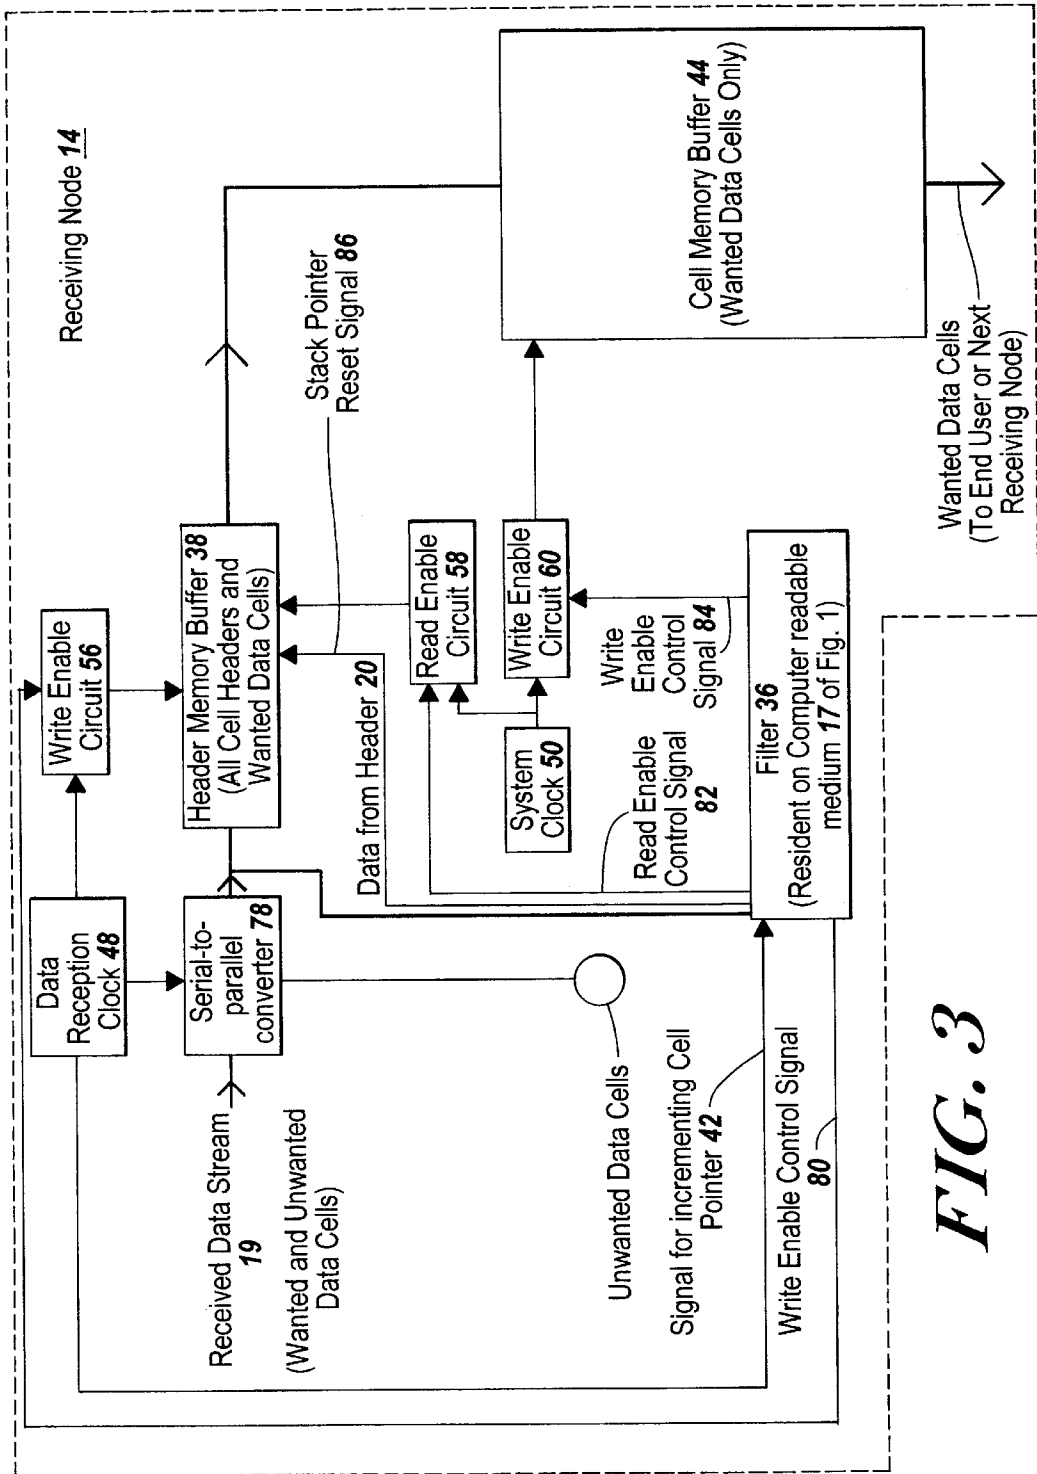 Receiving Node 14
Data
Reception
Clock 48
Write Enable
Circuit 56
Received Data Stream
19
(Wanted and Unwanted
Data Cells)
Serial-to-
parallel
converter 78
Header Memory Buffer 38
(All Cell Headers and
Wanted Data Cells)
Stack Pointer
Reset Signal 86
Data from Header 20
Read Enable
Circuit 58
System
Clock 50
Write Enable
Circuit 60
Cell Memory Buffer 44
(Wanted Data Cells Only)
Unwanted Data Cells
Read Enable
Control Signal
82
Write
Enable
Control
Signal 84
Signal for incrementing Cell
Pointer 42
Filter 36
(Resident on Computer readable
medium 17 of Fig. 1)
Write Enable Control Signal
80
Wanted Data Cells
(To End User or Next
Receiving Node)
FIG. 3